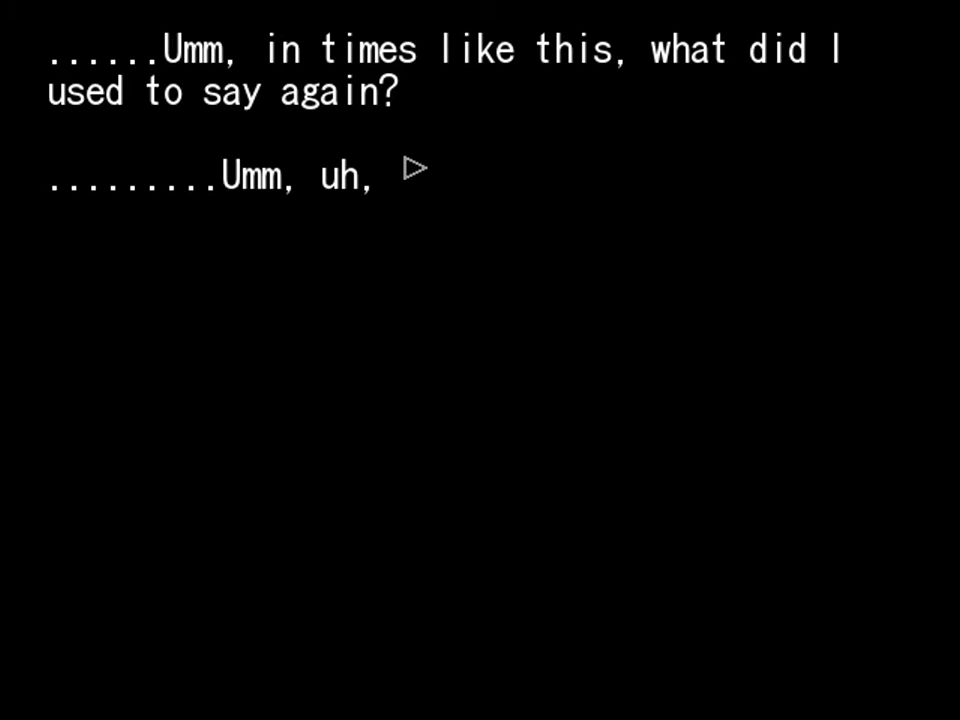 ......Umm, in times like this, what did I
used to say again?
.........Umm, uh,